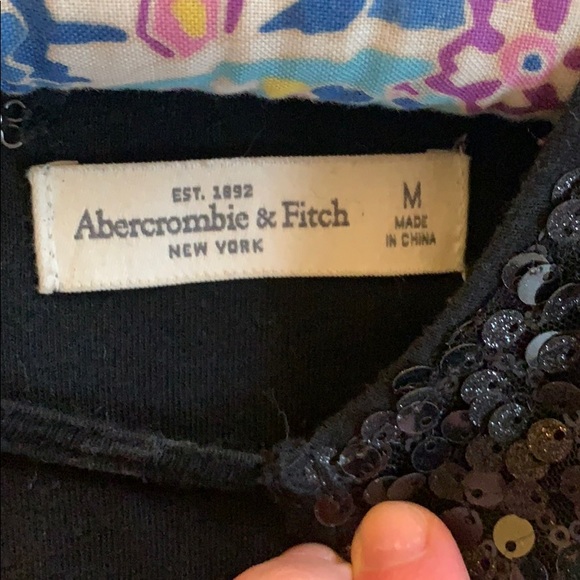 EST. 1892
Abercrombie & Fitch
NEW YORK
M
MADE
IN CHINA